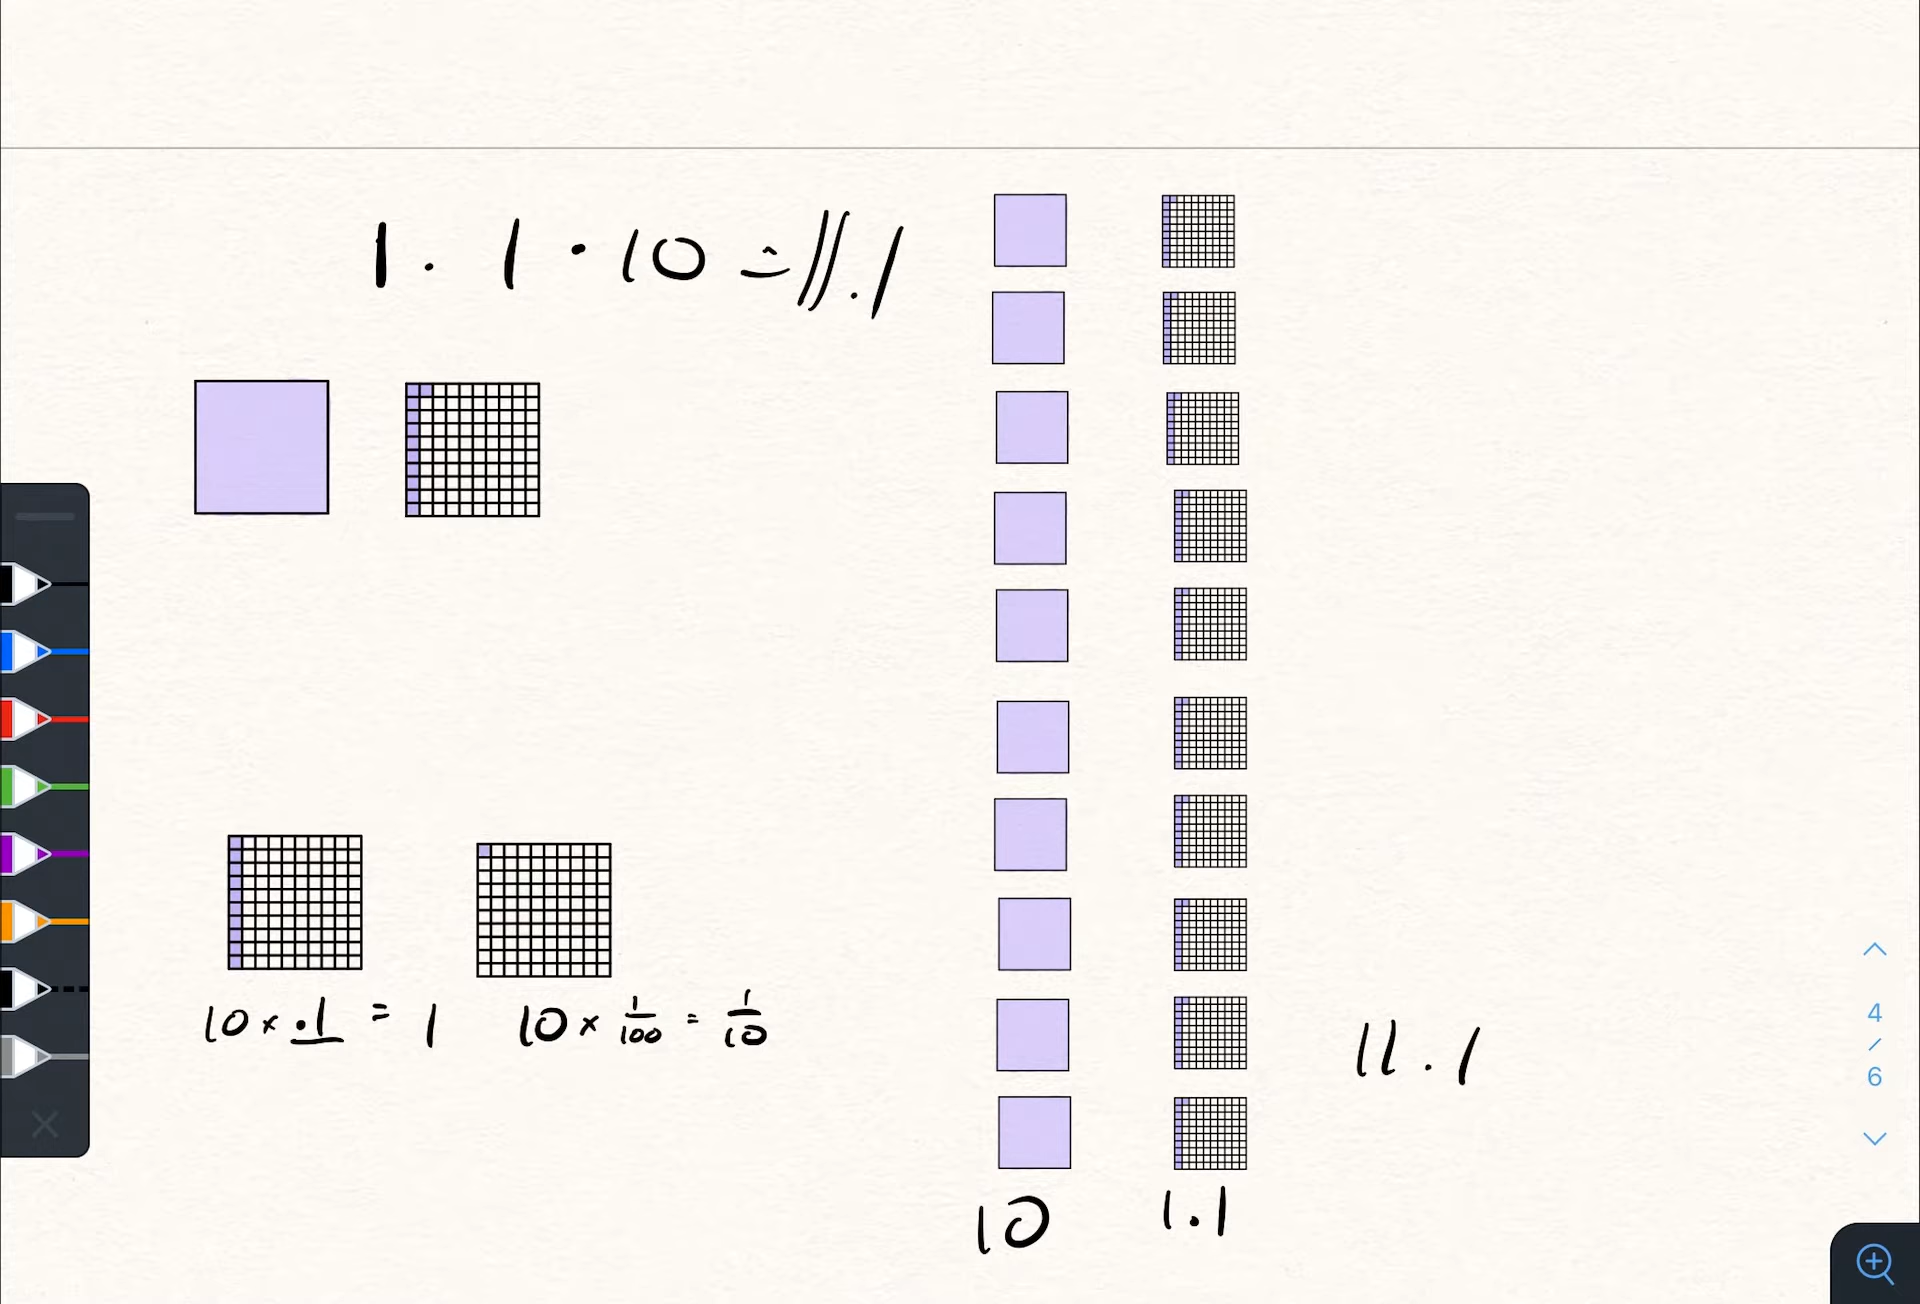 1. 1 · 10 = 11.1
10 × .1 = 1
10 × 1/100 = 1/10
10
1.1
11.1
4
/
6